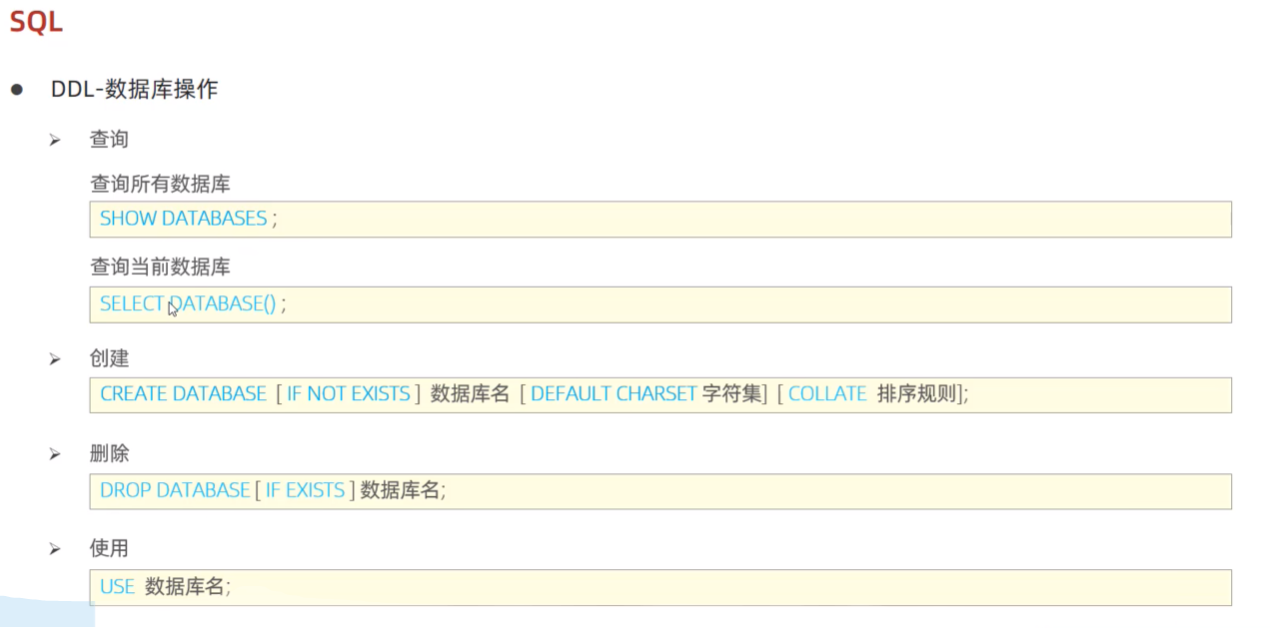 SQL
DDL-数据库操作
查询
查询所有数据库
SHOW DATABASES ;
查询当前数据库
SELECT DATABASE() ;
创建
CREATE DATABASE [ IF NOT EXISTS ] 数据库名 [ DEFAULT CHARSET 字符集] [ COLLATE 排序规则];
删除
DROP DATABASE [ IF EXISTS ] 数据库名;
使用
USE 数据库名;